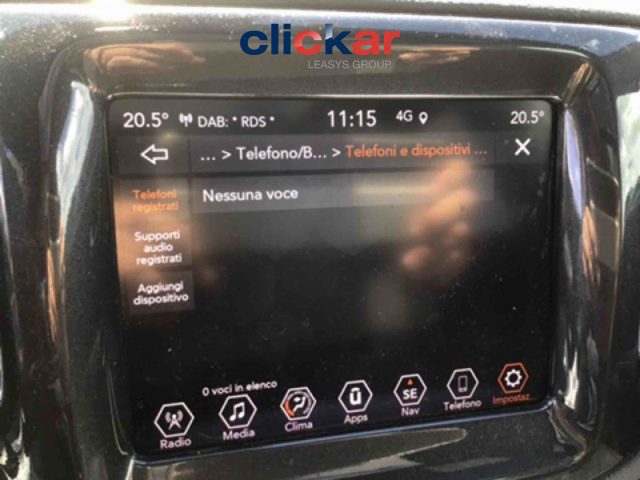 clickar
LEASYS GROUP
20.5° DAB: • RDS • 11:15 4G 20.5°
... > Telefono/B... > Telefoni e dispositivi ... X
Telefoni
registrati
Nessuna voce
Supporti
audio
registrati
Aggiungi
dispositivo
0 voci in elenco
Radio
Media
Clima
Apps
SE
Nav
Telefono
Impostaz...